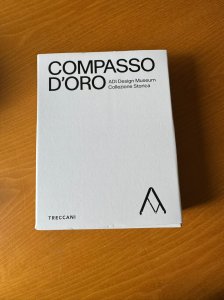 COMPASSO
D'ORO
ADI Design Museum
Collezione Storica
TRECCANI